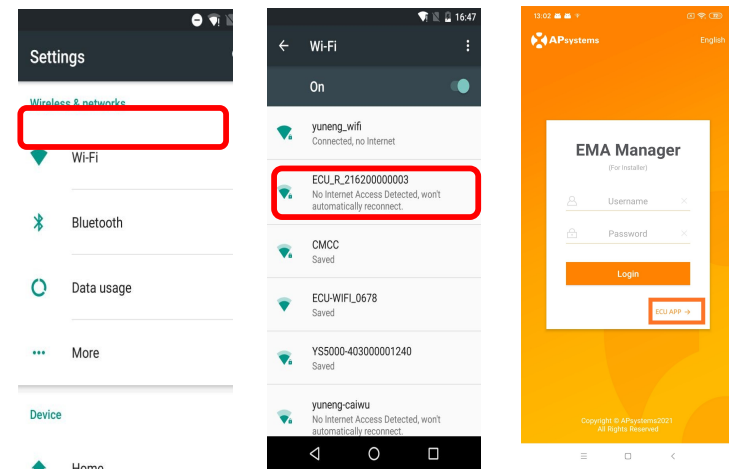 Settings
Wireless & networks
Wi-Fi
Bluetooth
Data usage
More
Device
Home
16:47
Wi-Fi
On
yuneng_wifi
Connected, no Internet
ECU_R_216200000003
No Internet Access Detected, won't
automatically reconnect.
CMCC
Saved
ECU-WIFI_0678
Saved
YS5000-403000001240
Saved
yuneng-caiwu
No Internet Access Detected, won't
automatically reconnect.
13:02
APsystems
English
EMA Manager
(For Installer)
Username
Password
Login
ECU APP →
Copyright © APsystems2021
All Rights Reserved